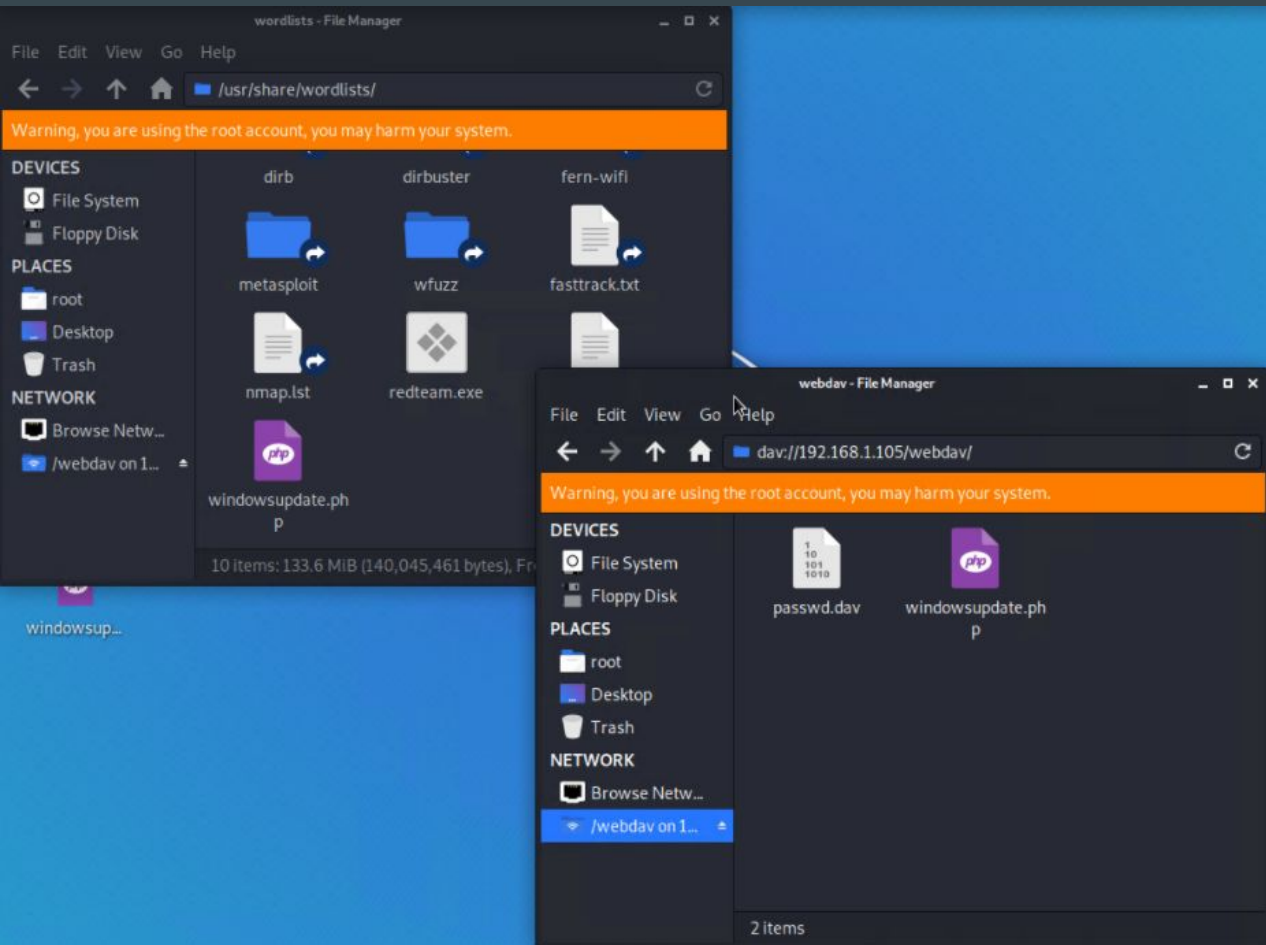 wordlists - File Manager
File Edit View Go Help
/usr/share/wordlists/
Warning, you are using the root account, you may harm your system.
DEVICES
File System
Floppy Disk
PLACES
root
Desktop
Trash
NETWORK
Browse Netw...
/webdav on 1...
dirb dirbuster fern-wifi
metasploit wfuzz fasttrack.txt
nmap.lst redteam.exe
php
windowsupdate.ph
p
10 items: 133.6 MiB (140,045,461 bytes), Fr
windowsup...
webdav - File Manager
File Edit View Go Help
dav://192.168.1.105/webdav/
Warning, you are using the root account, you may harm your system.
DEVICES
File System
Floppy Disk
PLACES
root
Desktop
Trash
NETWORK
Browse Netw...
/webdav on 1...
1
10
101
1010
php
passwd.dav windowsupdate.ph
p
2 items